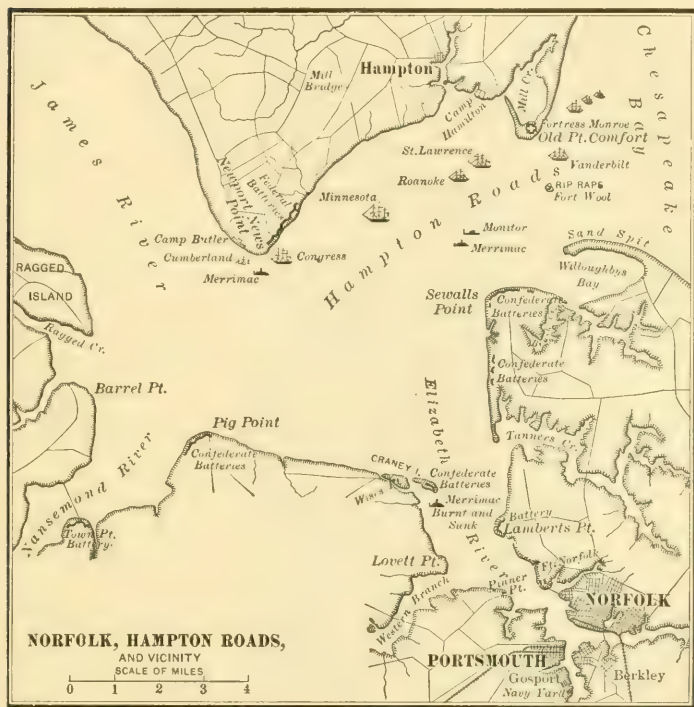 Chesapeake
Bay
James River
Mill
Bridge
Hampton
Mill Cr.
Camp
Hamilton
Fortress Monroe
Old Pt. Comfort
St. Lawrence
Vanderbilt
Roanoke
RIP RAPS
Fort Wool
Hampton Roads
Federal
Batteries
Newport News
Point
Minnesota
Monitor
Merrimac
Sand Spit
Camp Butler
Cumberland
Congress
Merrimac
Willoughbys
Bay
RAGGED
ISLAND
Ragged Cr.
Sewalls
Point
Confederate
Batteries
Confederate
Batteries
Barrel Pt.
Elizabeth
River
Pig Point
Confederate
Batteries
Tanners Cr.
Nansemond River
CRANEY I.
Confederate
Batteries
Merrimac
Burnt and
Sunk
Battery
Lamberts Pt.
Town Pt.
Battery
Lovett Pt.
Ft. Norfolk
Western Branch
Pinner
Pt.
NORFOLK
NORFOLK, HAMPTON ROADS,
AND VICINITY
SCALE OF MILES
0 1 2 3 4
PORTSMOUTH
Gosport
Navy Yard
Berkley